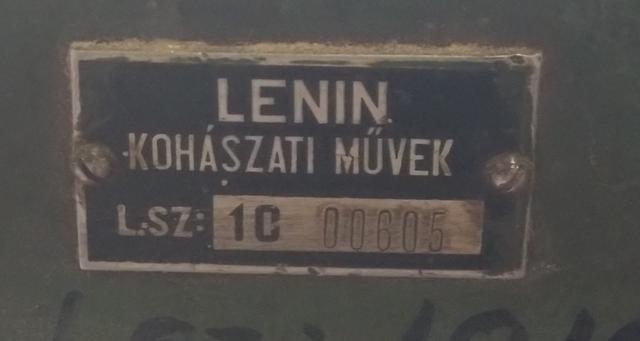 LENIN
KOHÁSZATI MŰVEK
L.SZ: 1C 00605